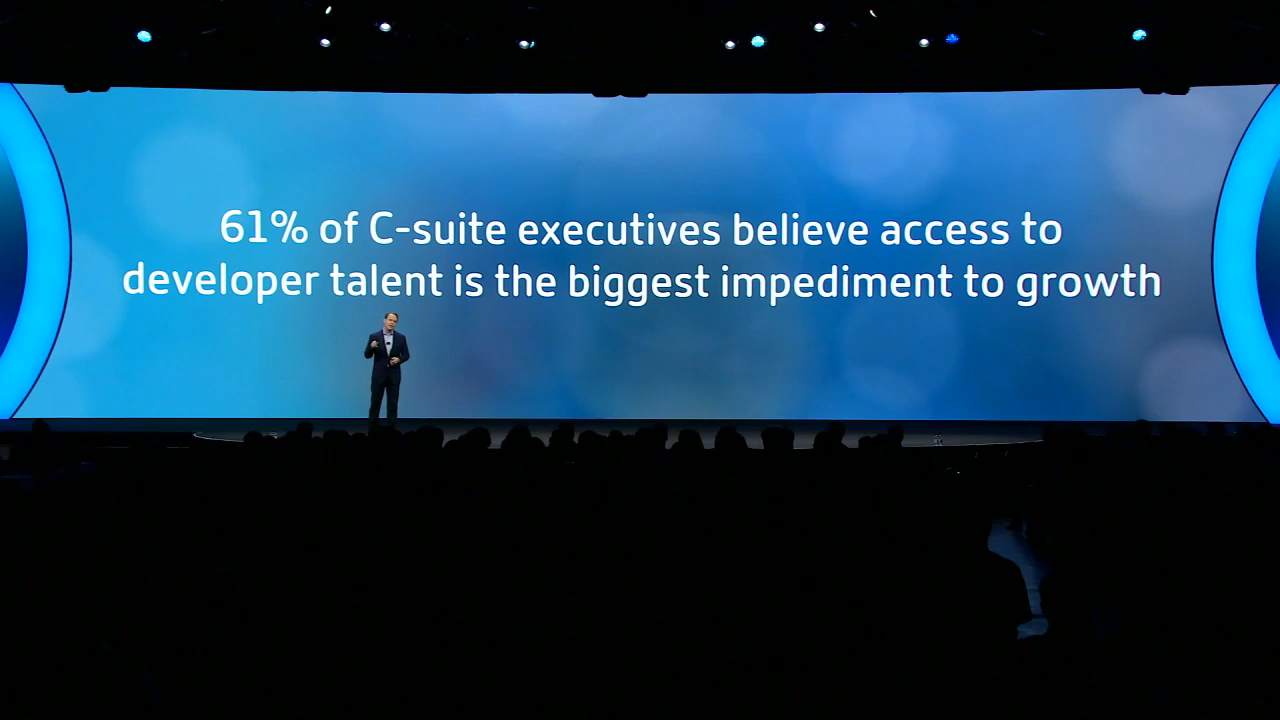 61% of C-suite executives believe access to
developer talent is the biggest impediment to growth